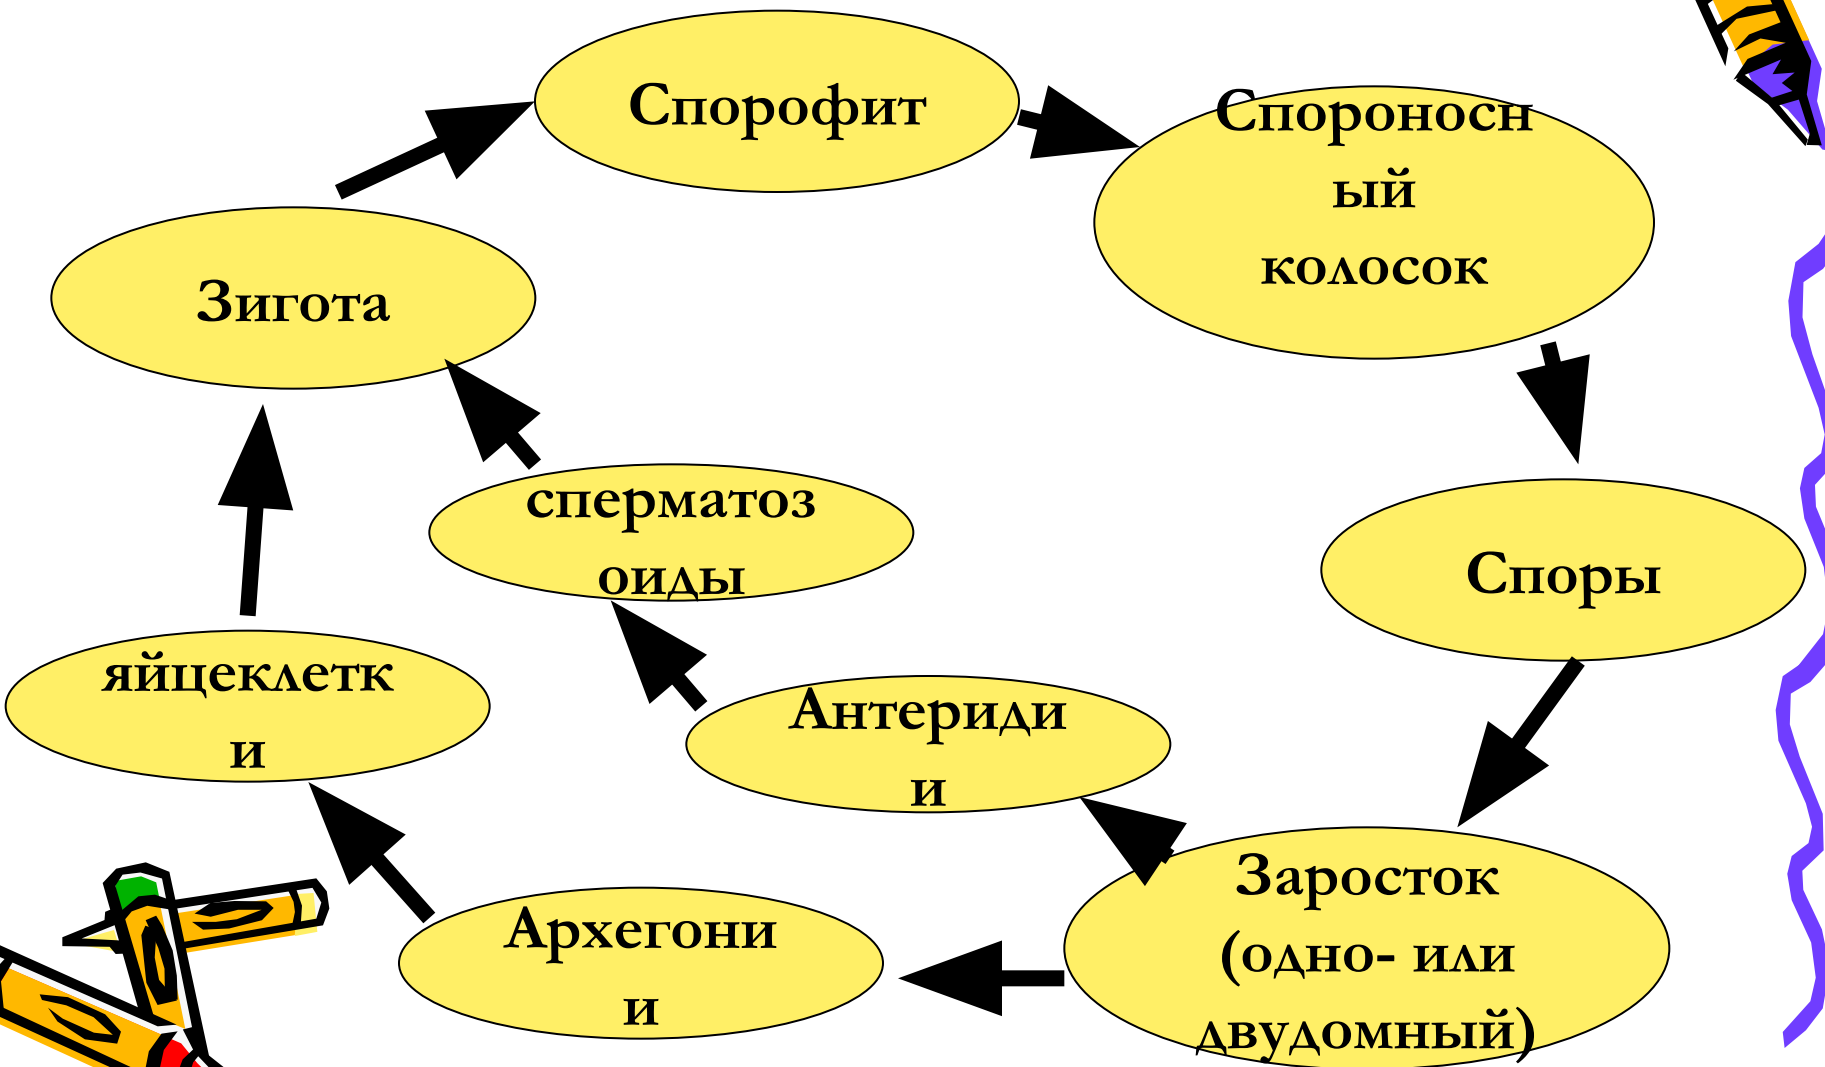 Спорофит
Спороносн
ый
колосок
Зигота
сперматоз
оиды
Споры
яйцеклетк
и
Антериди
и
Заросток
(одно- или
двудомный)
Архегони
и